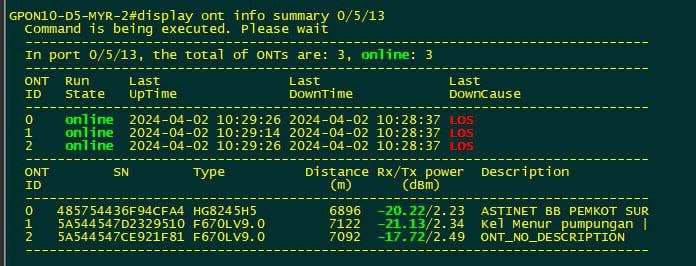 GPON10-D5-MYR-2#display ont info summary 0/5/13
Command is being executed. Please wait
------------------------------------------------------------------------------
In port 0/5/13, the total of ONTs are: 3, online: 3
------------------------------------------------------------------------------
ONT Run Last Last Last
ID State UpTime DownTime DownCause
------------------------------------------------------------------------------
0 online 2024-04-02 10:29:26 2024-04-02 10:28:37 LOS
1 online 2024-04-02 10:29:14 2024-04-02 10:28:37 LOS
2 online 2024-04-02 10:29:26 2024-04-02 10:28:37 LOS
------------------------------------------------------------------------------
ONT SN Type Distance Rx/Tx power Description
ID (m) (dBm)
------------------------------------------------------------------------------
0 485754436F94CFA4 HG8245H5 6896 -20.22/2.23 ASTINET BB PEMKOT SUR
1 5A544547D2329510 F670LV9.0 7122 -21.13/2.34 Kel Menur pumpungan |
2 5A544547CE921F81 F670LV9.0 7092 -17.72/2.49 ONT_NO_DESCRIPTION
------------------------------------------------------------------------------